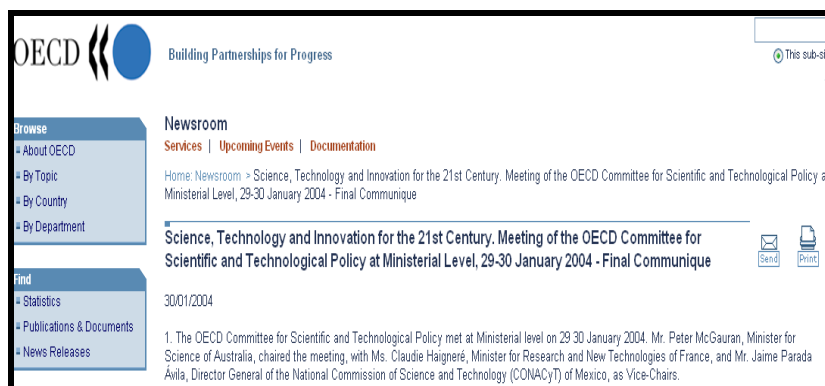 OECD
Building Partnerships for Progress
This sub-si
Browse
About OECD
By Topic
By Country
By Department
Find
Statistics
Publications & Documents
News Releases
Newsroom
Services | Upcoming Events | Documentation
Home: Newsroom > Science, Technology and Innovation for the 21st Century. Meeting of the OECD Committee for Scientific and Technological Policy a
Ministerial Level, 29-30 January 2004 - Final Communique
Science, Technology and Innovation for the 21st Century. Meeting of the OECD Committee for
Scientific and Technological Policy at Ministerial Level, 29-30 January 2004 - Final Communique
Send
Print
30/01/2004
1. The OECD Committee for Scientific and Technological Policy met at Ministerial level on 29 30 January 2004. Mr. Peter McGauran, Minister for
Science of Australia, chaired the meeting, with Ms. Claudie Haigneré, Minister for Research and New Technologies of France, and Mr. Jaime Parada
Ávila, Director General of the National Commission of Science and Technology (CONACyT) of Mexico, as Vice-Chairs.